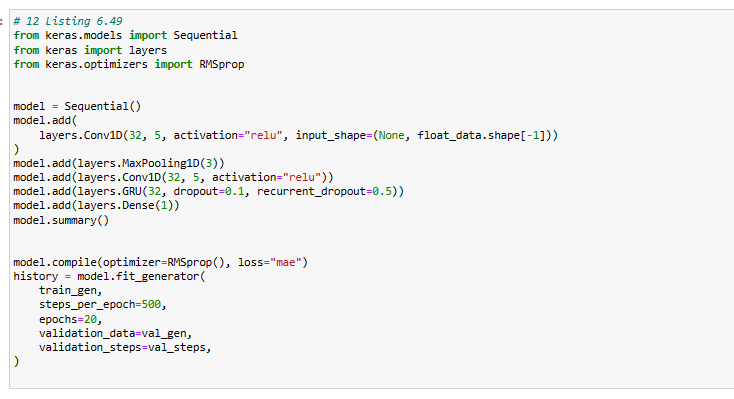 :
# 12 Listing 6.49
from keras.models import Sequential
from keras import layers
from keras.optimizers import RMSprop
model = Sequential()
model.add(
    layers.Conv1D(32, 5, activation="relu", input_shape=(None, float_data.shape[-1]))
)
model.add(layers.MaxPooling1D(3))
model.add(layers.Conv1D(32, 5, activation="relu"))
model.add(layers.GRU(32, dropout=0.1, recurrent_dropout=0.5))
model.add(layers.Dense(1))
model.summary()
model.compile(optimizer=RMSprop(), loss="mae")
history = model.fit_generator(
    train_gen,
    steps_per_epoch=500,
    epochs=20,
    validation_data=val_gen,
    validation_steps=val_steps,
)